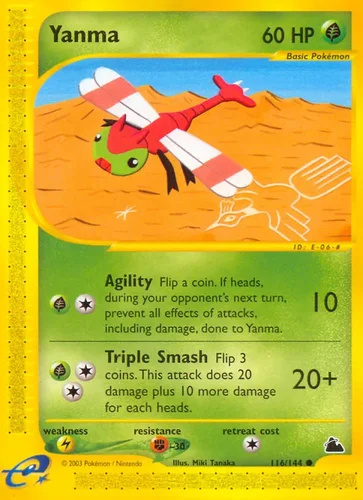 Yanma 60 HP
Basic Pokémon
ID: E-06-#
Agility Flip a coin. If heads,
during your opponent's next turn,
prevent all effects of attacks,
including damage, done to Yanma.
10
Triple Smash Flip 3
coins. This attack does 20
damage plus 10 more damage
for each heads.
20+
weakness resistance retreat cost
-30
© 2003 Pokémon / Nintendo Illus. Miki Tanaka 116/144
e